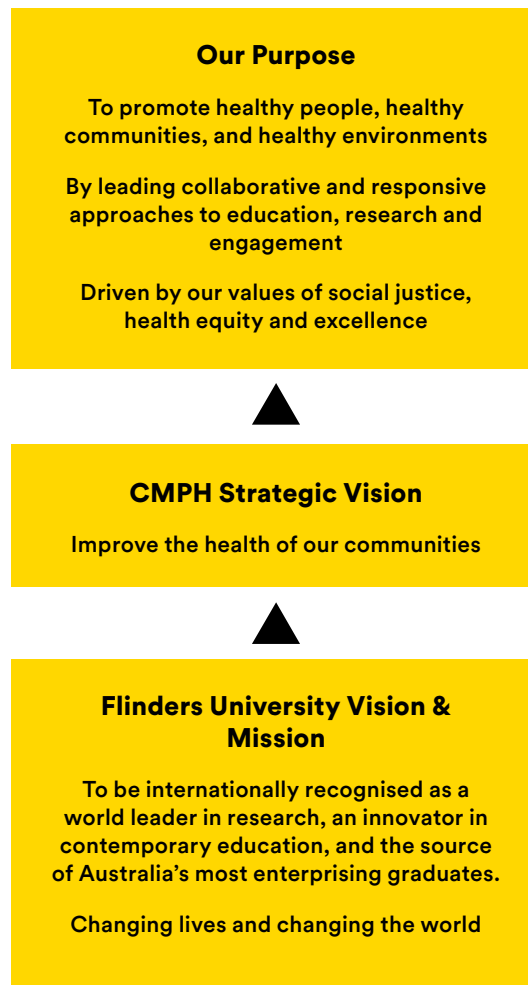 Our Purpose
To promote healthy people, healthy
communities, and healthy environments
By leading collaborative and responsive
approaches to education, research and
engagement
Driven by our values of social justice,
health equity and excellence
CMPH Strategic Vision
Improve the health of our communities
Flinders University Vision &
Mission
To be internationally recognised as a
world leader in research, an innovator in
contemporary education, and the source
of Australia’s most enterprising graduates.
Changing lives and changing the world